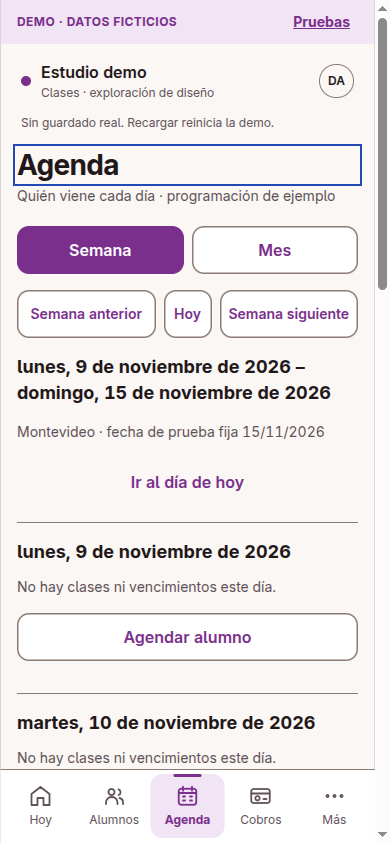 DEMO · DATOS FICTICIOS
Pruebas
Estudio demo
Clases · exploración de diseño
DA
Sin guardado real. Recargar reinicia la demo.
Agenda
Quién viene cada día · programación de ejemplo
Semana
Mes
Semana anterior
Hoy
Semana siguiente
lunes, 9 de noviembre de 2026 –
domingo, 15 de noviembre de 2026
Montevideo · fecha de prueba fija 15/11/2026
Ir al día de hoy
lunes, 9 de noviembre de 2026
No hay clases ni vencimientos este día.
Agendar alumno
martes, 10 de noviembre de 2026
No hay clases ni vencimientos este día.
Hoy
Alumnos
Agenda
Cobros
Más